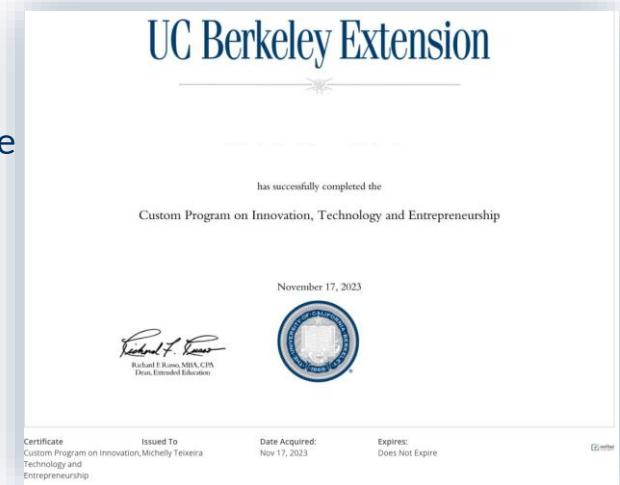 UC Berkeley Extension
e
has successfully completed the
Custom Program on Innovation, Technology and Entrepreneurship
November 17, 2023
Richard F. Russo, MBA, CPA
Dean, Extended Education
Certificate Issued To Date Acquired: Expires:
Custom Program on Innovation, Michelly Teixeira Nov 17, 2023 Does Not Expire
Technology and
Entrepreneurship